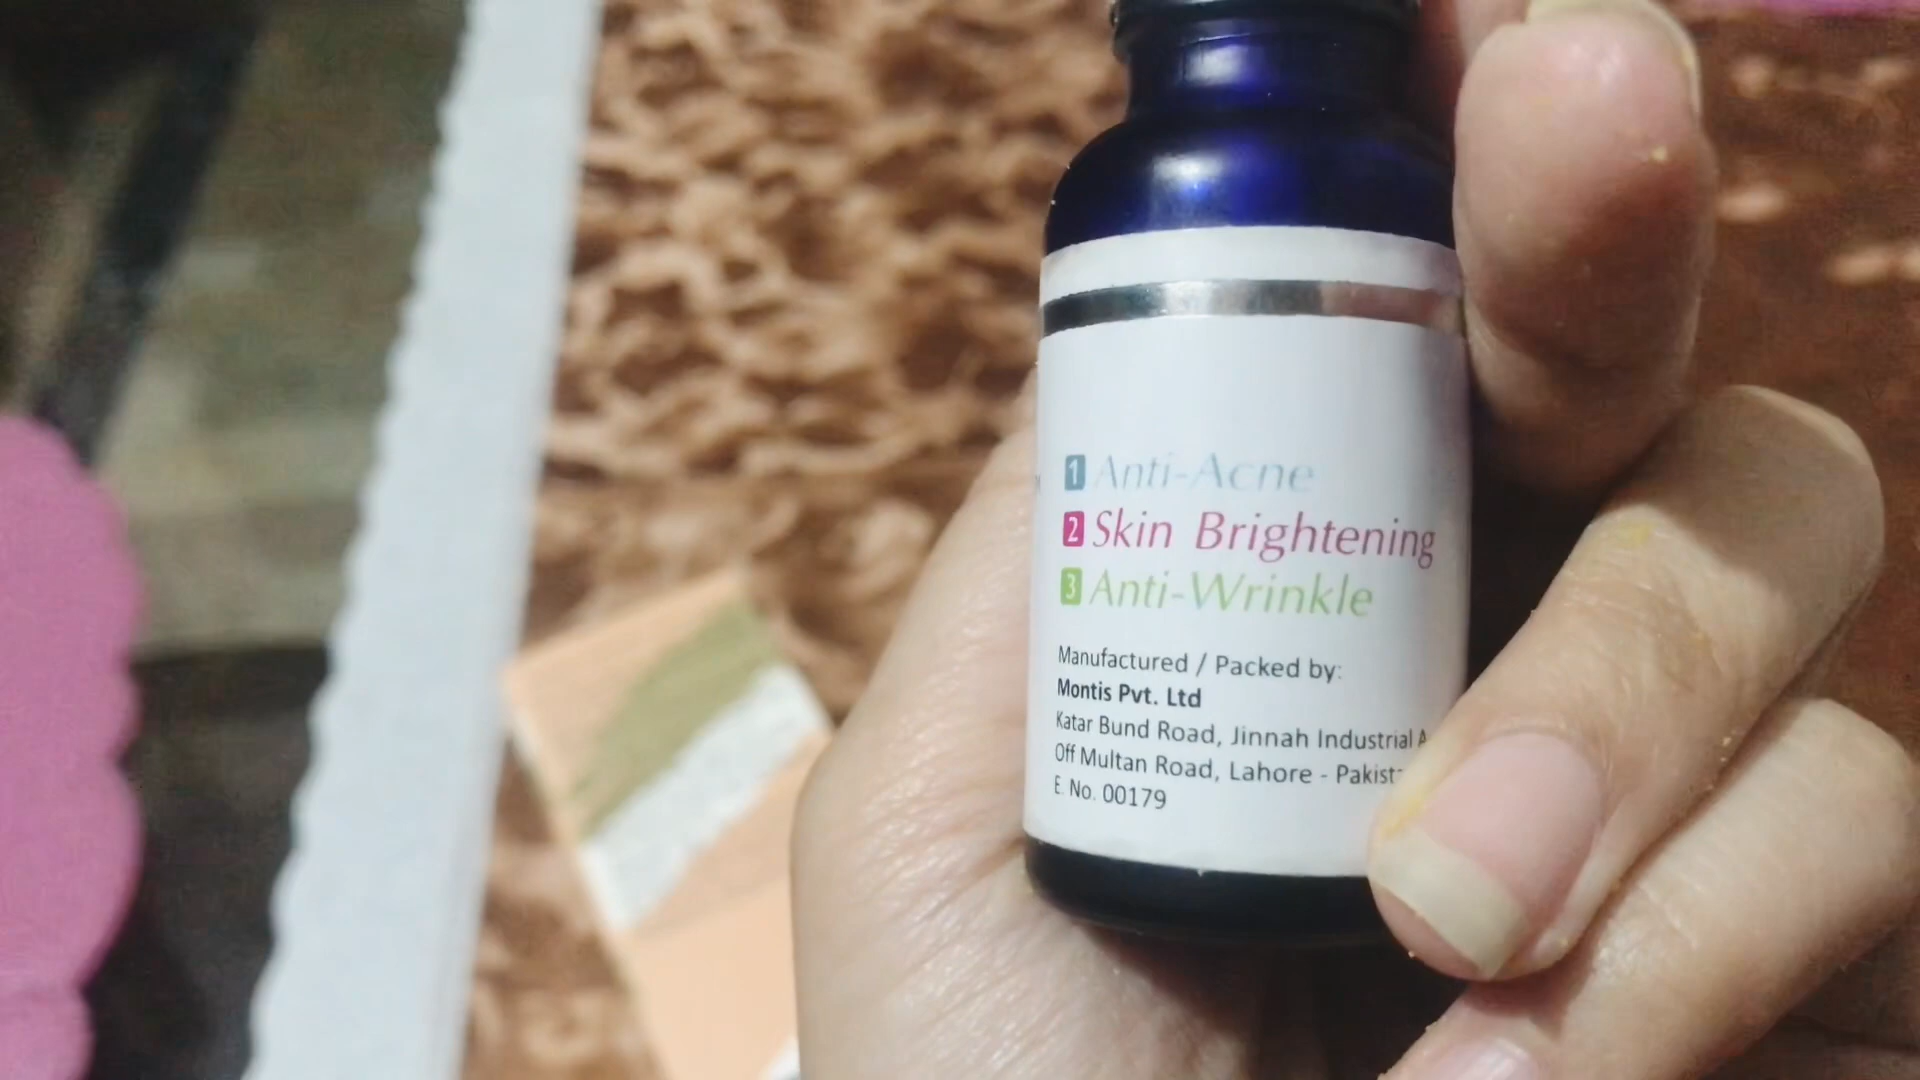 1 Anti-Acne
2 Skin Brightening
3 Anti-Wrinkle
Manufactured / Packed by:
Montis Pvt. Ltd
Katar Bund Road, Jinnah Industrial
Off Multan Road, Lahore -
E. No. 00179